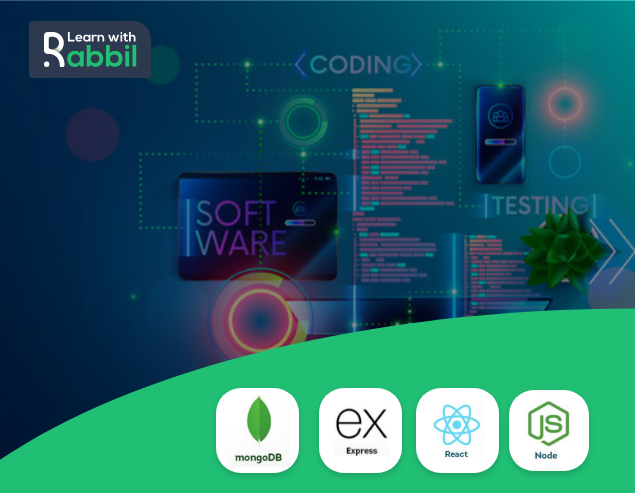 Learn with
Rabbil
CODING
TESTING
SOFT
WARE
mongoDB
ex
Express
React
JS
Node